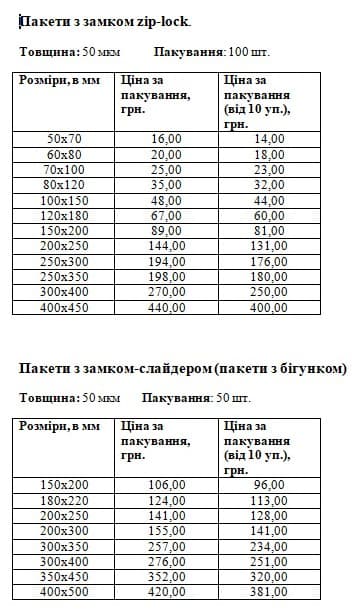 Пакети з замком zip-lock.
Товщина: 50 мкм Пакування: 100 шт.
Розміри, в мм Ціна за пакування, грн. Ціна за пакування (від 10 уп.), грн.
50х70 16,00 14,00
60х80 20,00 18,00
70х100 25,00 23,00
80х120 35,00 32,00
100х150 48,00 44,00
120х180 67,00 60,00
150х200 89,00 81,00
200х250 144,00 131,00
250х300 194,00 176,00
250х350 198,00 180,00
300х400 270,00 250,00
400х450 440,00 400,00
Пакети з замком-слайдером (пакети з бігунком)
Товщина: 50 мкм Пакування: 50 шт.
Розміри, в мм Ціна за пакування, грн. Ціна за пакування (від 10 уп.), грн.
150х200 106,00 96,00
180х220 124,00 113,00
200х250 141,00 128,00
200х300 155,00 141,00
300х350 257,00 234,00
300х400 276,00 251,00
350х450 352,00 320,00
400х500 420,00 381,00